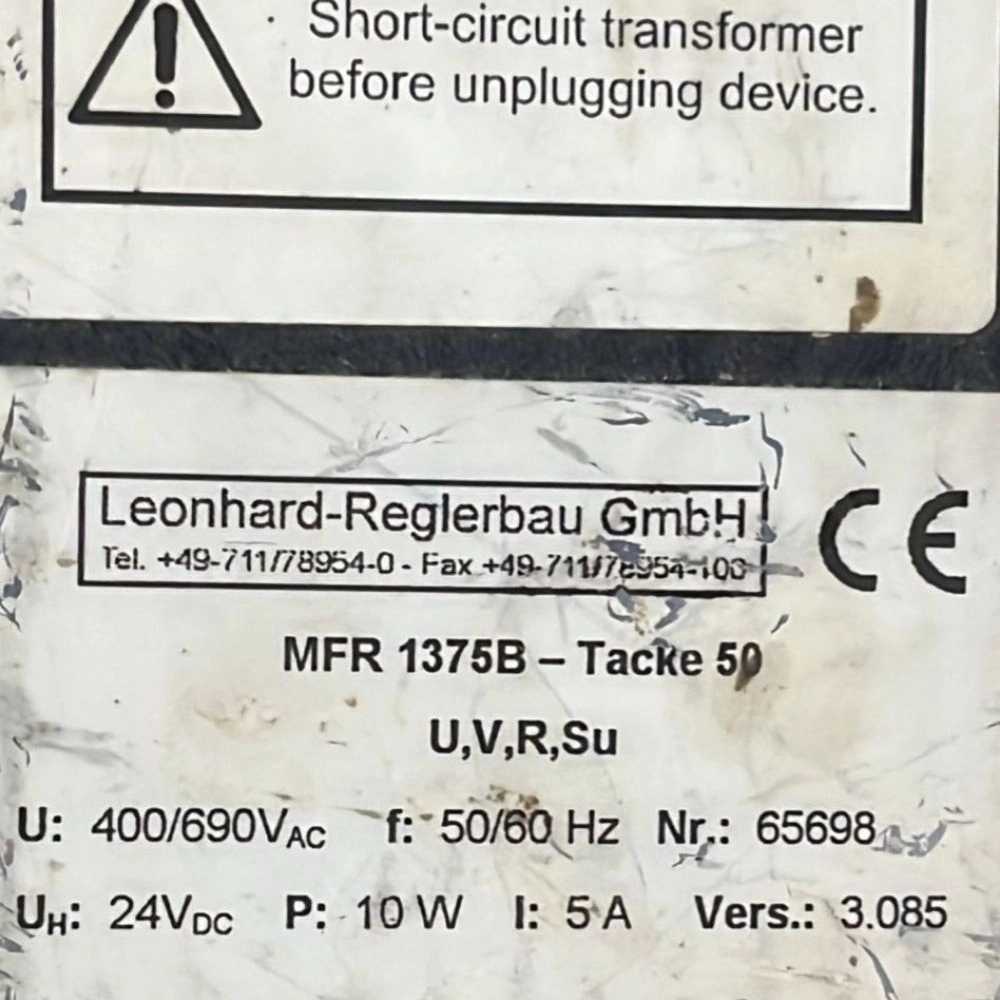 Short-circuit transformer
before unplugging device.
Leonhard-Reglerbau GmbH
Tel. +49-711/78954-0 - Fax +49-711/78954-100
MFR 1375B – Tacke 50
U,V,R,Su
U: 400/690VAC f: 50/60 Hz Nr.: 65698
UH: 24VDC P: 10 W I: 5 A Vers.: 3.085
CE